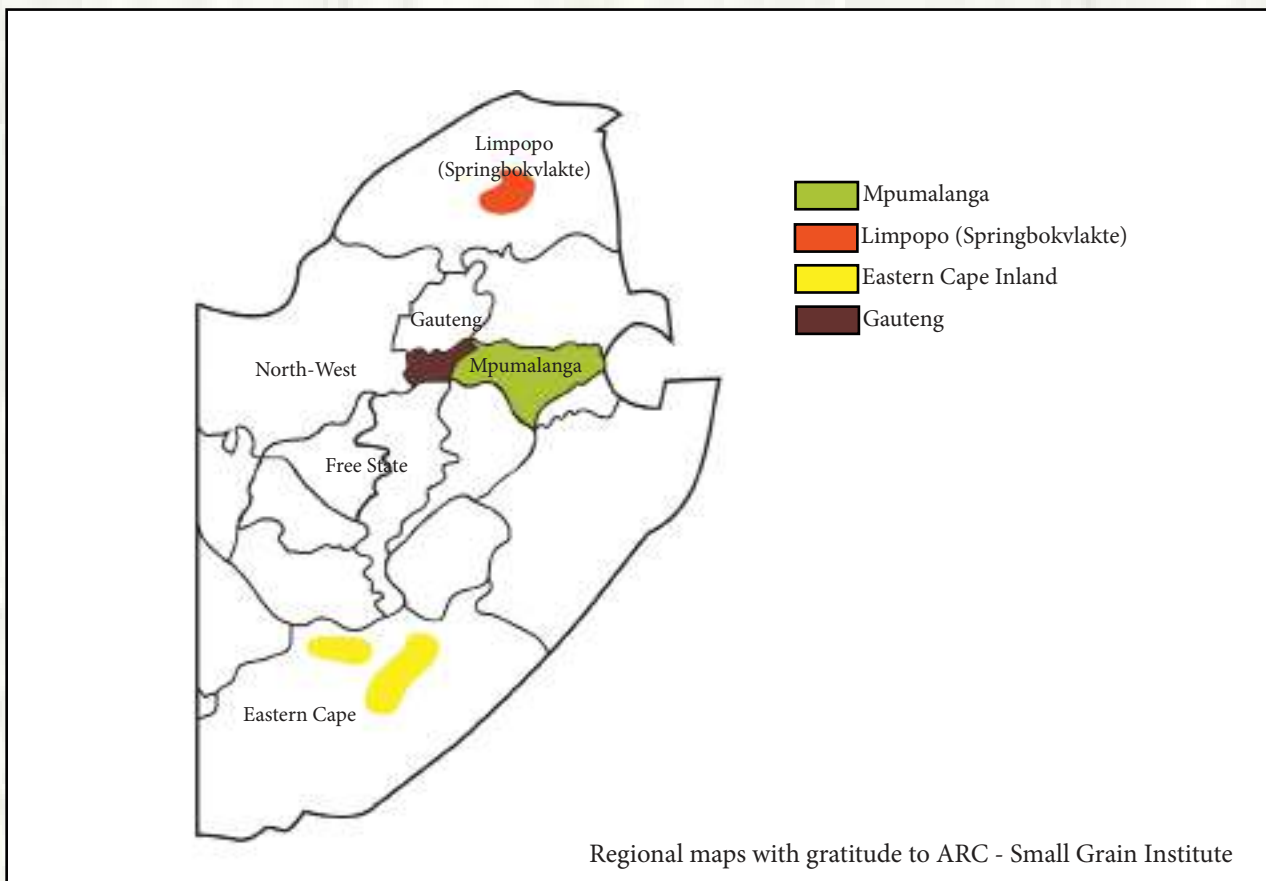 Limpopo
(Springbokvlakte)
Mpumalanga
Limpopo (Springbokvlakte)
Eastern Cape Inland
Gauteng
Gauteng
North-West
Mpumalanga
Free State
Eastern Cape
Regional maps with gratitude to ARC - Small Grain Institute